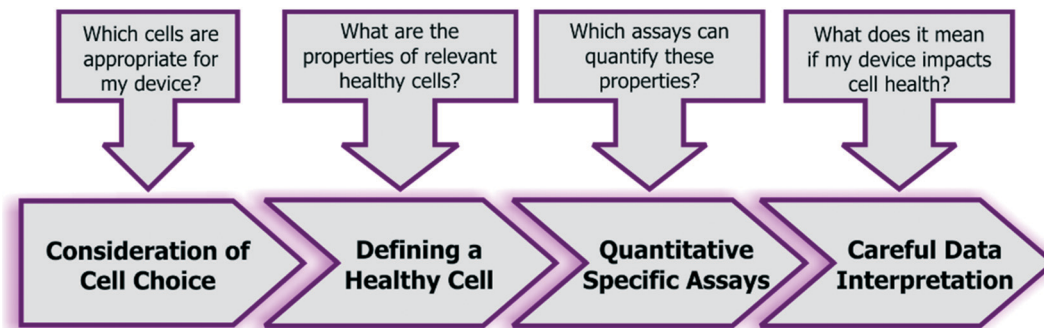 Which cells are
appropriate for
my device?
What are the
properties of relevant
healthy cells?
Which assays can
quantify these
properties?
What does it mean
if my device impacts
cell health?
Consideration of
Cell Choice
Defining a
Healthy Cell
Quantitative
Specific Assays
Careful Data
Interpretation